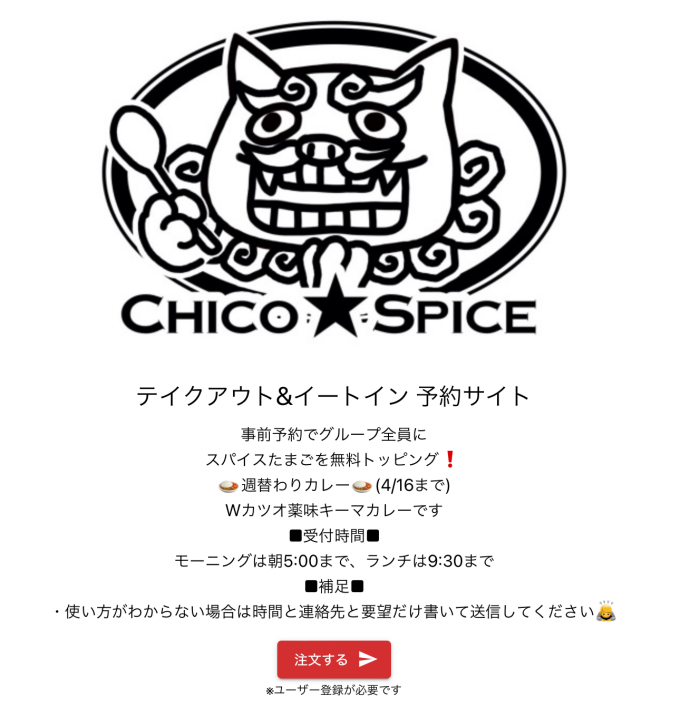 CHICO★SPICE
テイクアウト&イートイン 予約サイト
事前予約でグループ全員に
スパイスたまごを無料トッピング❗
🍛週替わりカレー🍛(4/16まで)
Wカツオ薬味キーマカレーです
■受付時間■
モーニングは朝5:00まで、ランチは9:30まで
■補足■
・使い方がわからない場合は時間と連絡先と要望だけ書いて送信してください🙇
注文する
※ユーザー登録が必要です